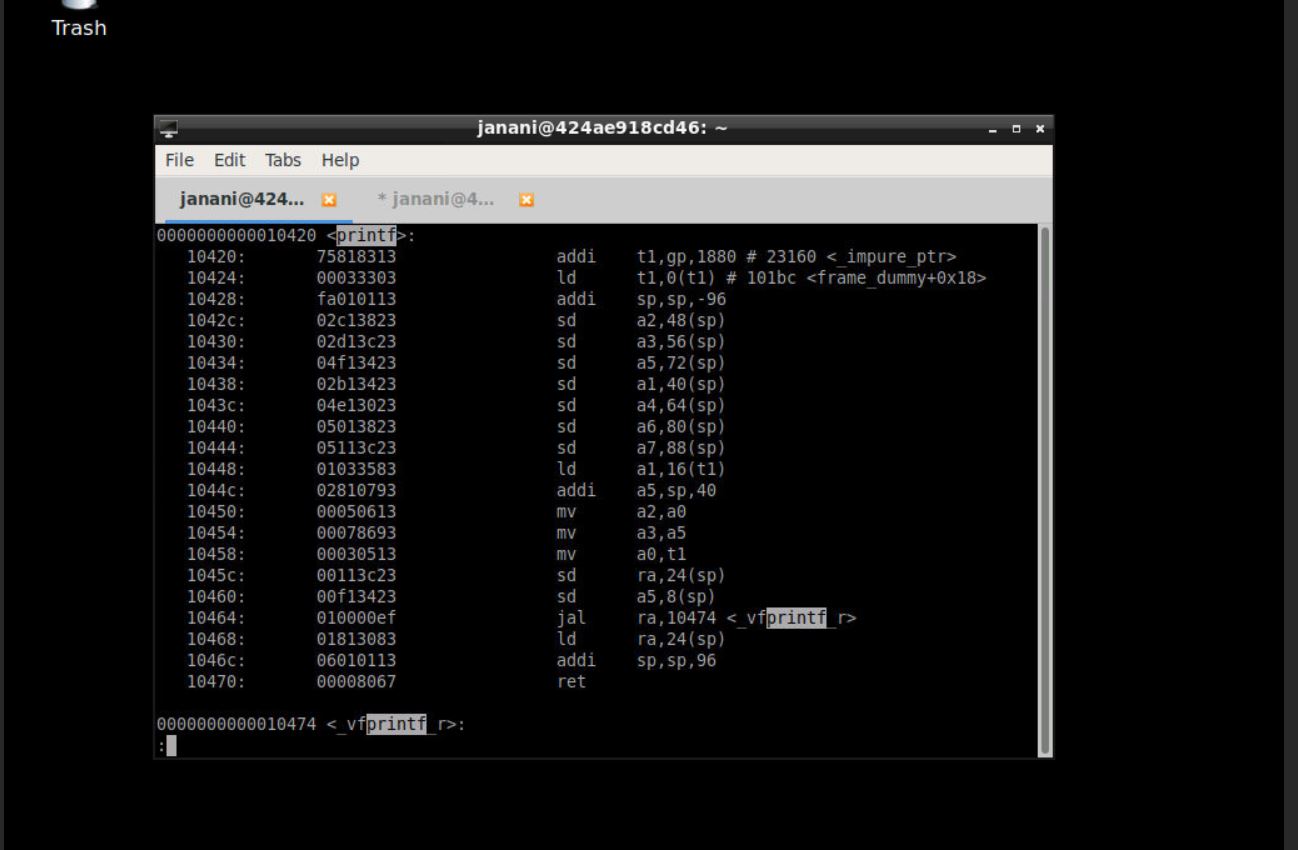 Trash
janani@424ae918cd46: ~
File Edit Tabs Help
janani@424... * janani@4...
0000000000010420 <printf>:
10420: 75818313 addi t1,gp,1880 # 23160 <_impure_ptr>
10424: 00033303 ld t1,0(t1) # 101bc <frame_dummy+0x18>
10428: fa010113 addi sp,sp,-96
1042c: 02c13823 sd a2,48(sp)
10430: 02d13c23 sd a3,56(sp)
10434: 04f13423 sd a5,72(sp)
10438: 02b13423 sd a1,40(sp)
1043c: 04e13023 sd a4,64(sp)
10440: 05013823 sd a6,80(sp)
10444: 05113c23 sd a7,88(sp)
10448: 01033583 ld a1,16(t1)
1044c: 02810793 addi a5,sp,40
10450: 00050613 mv a2,a0
10454: 00078693 mv a3,a5
10458: 00030513 mv a0,t1
1045c: 00113c23 sd ra,24(sp)
10460: 00f13423 sd a5,8(sp)
10464: 010000ef jal ra,10474 <_vfprintf_r>
10468: 01813083 ld ra,24(sp)
1046c: 06010113 addi sp,sp,96
10470: 00008067 ret
0000000000010474 <_vfprintf_r>:
: